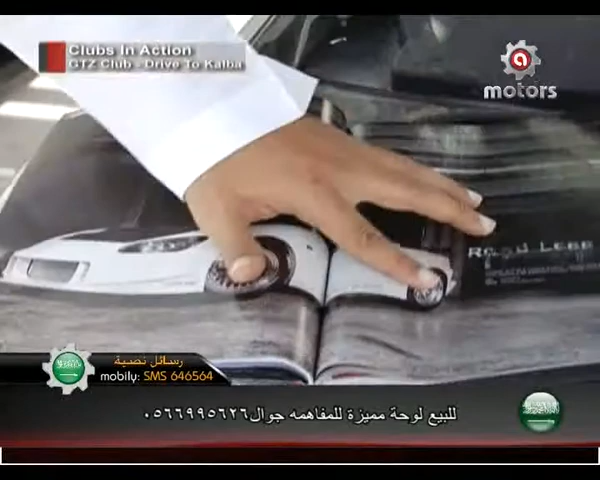 Clubs In Action
GTZ Club - Drive To Kalba
a
motors
رسائل نصية
mobily: SMS 646564
للبيع لوحة مميزة للمفاهمه جوال٠٥٦٦٩٩٥٦٢٦